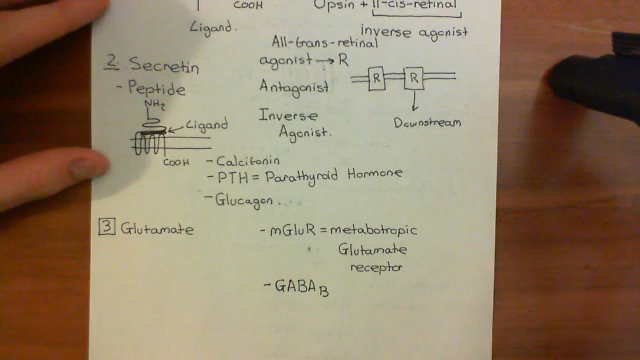 COOH
Opsin + 11-cis-retinal
Ligand.
Inverse agonist
All-trans-retinal
agonist → R
2. Secretin
- Peptide
Antagonist
R R
NH2
Ligand
Inverse
Agonist.
Downstream
COOH
- Calcitonin
- PTH = Parathyroid Hormone
- Glucagon.
3 Glutamate
- mGluR = metabotropic
Glutamate
receptor
- GABAB